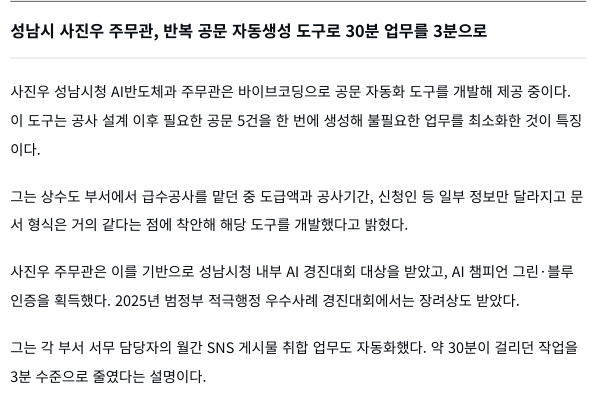 성남시 사진우 주무관, 반복 공문 자동생성 도구로 30분 업무를 3분으로
사진우 성남시청 AI반도체과 주무관은 바이브코딩으로 공문 자동화 도구를 개발해 제공 중이다.
이 도구는 공사 설계 이후 필요한 공문 5건을 한 번에 생성해 불필요한 업무를 최소화한 것이 특징
이다.
그는 상수도 부서에서 급수공사를 맡던 중 도급액과 공사기간, 신청인 등 일부 정보만 달라지고 문
서 형식은 거의 같다는 점에 착안해 해당 도구를 개발했다고 밝혔다.
사진우 주무관은 이를 기반으로 성남시청 내부 AI 경진대회 대상을 받았고, AI 챔피언 그린·블루
인증을 획득했다. 2025년 범정부 적극행정 우수사례 경진대회에서는 장려상도 받았다.
그는 각 부서 서무 담당자의 월간 SNS 게시물 취합 업무도 자동화했다. 약 30분이 걸리던 작업을
3분 수준으로 줄였다는 설명이다.